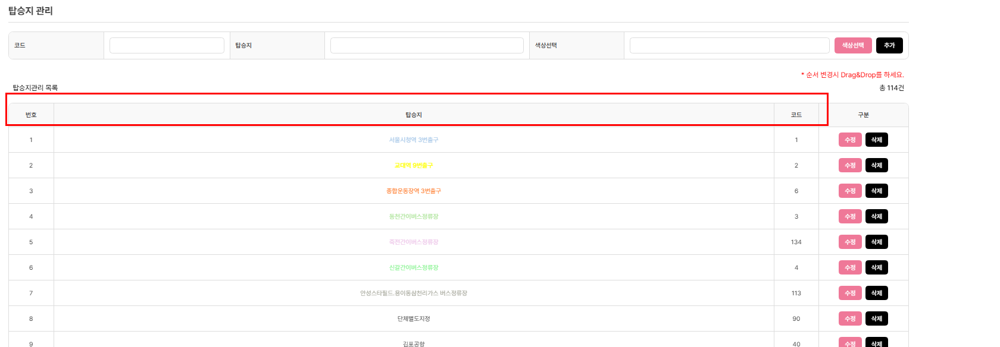 탑승지 관리
코드 탑승지 색상선택 색상선택 추가
* 순서 변경시 Drag&Drop를 하세요.
탑승지관리 목록 총 114건
번호 탑승지 코드 구분
1 서울시청역 3번출구 1 수정 삭제
2 교대역 9번출구 2 수정 삭제
3 종합운동장역 3번출구 6 수정 삭제
4 동천간이버스정류장 3 수정 삭제
5 죽전간이버스정류장 134 수정 삭제
6 신갈간이버스정류장 4 수정 삭제
7 안성스타필드.용이동삼천리가스 버스정류장 113 수정 삭제
8 단체별도지정 90 수정 삭제
9 김포공항 40 수정 삭제